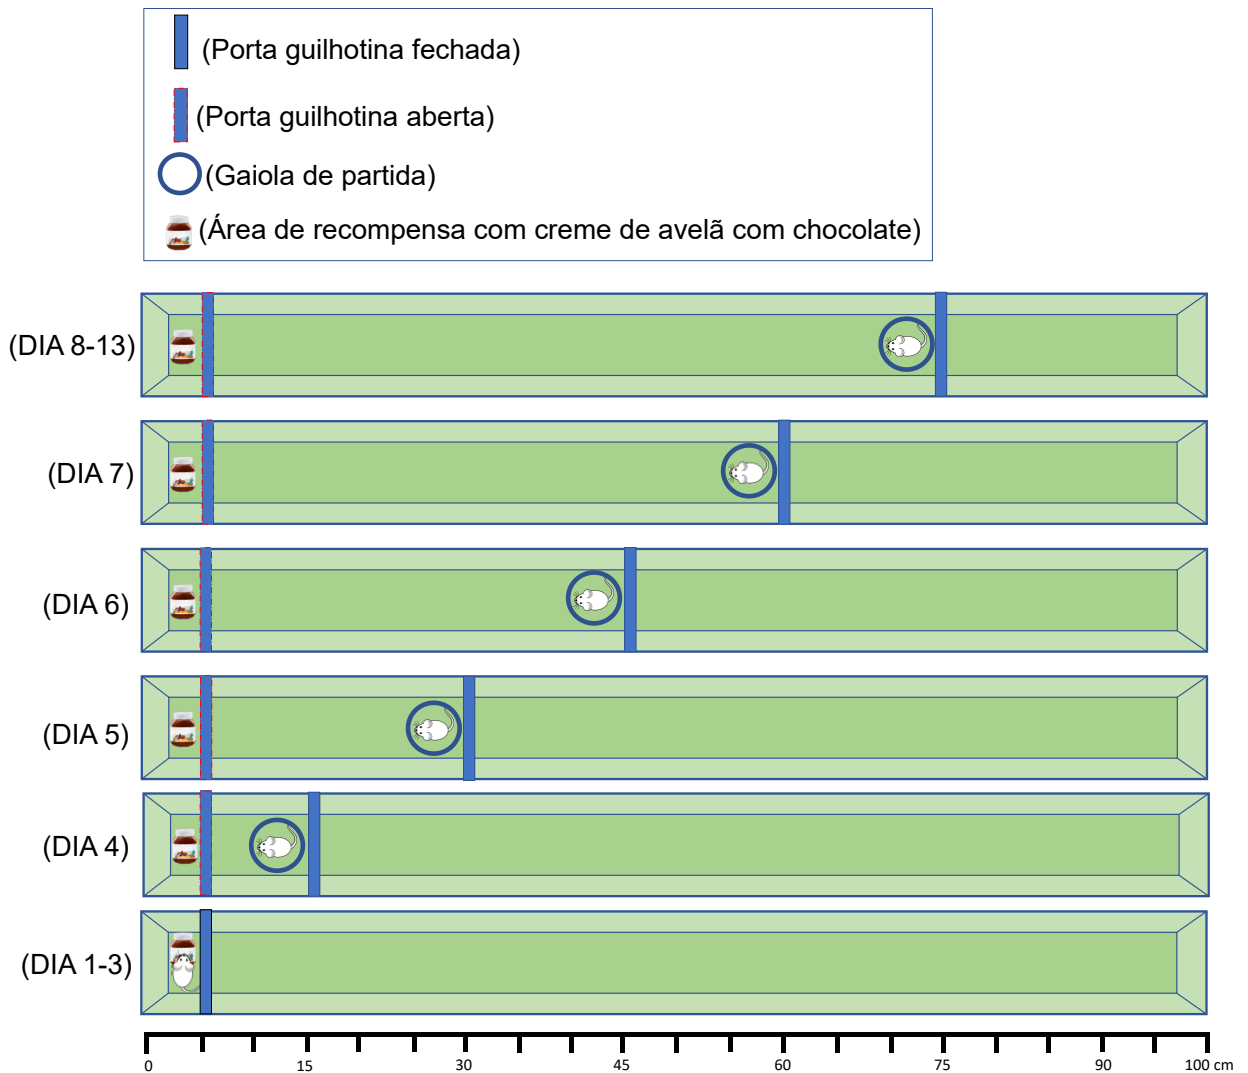 (Porta guilhotina fechada)
(Porta guilhotina aberta)
(Gaiola de partida)
(Área de recompensa com creme de avelã com chocolate)
(DIA 8-13)
(DIA 7)
(DIA 6)
(DIA 5)
(DIA 4)
(DIA 1-3)
0 15 30 45 60 75 90 100 cm